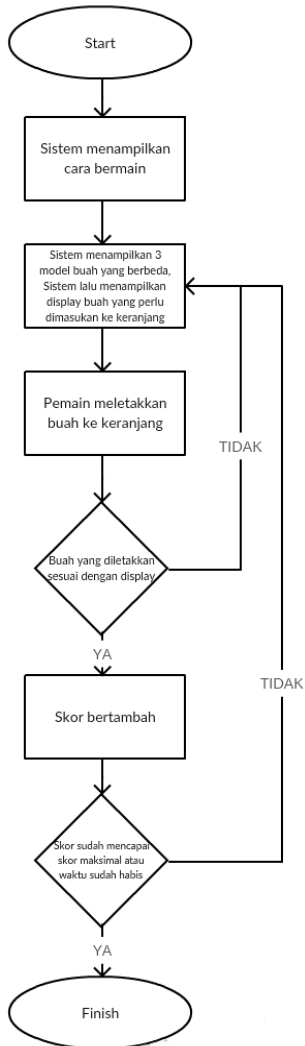 Start
Sistem menampilkan
cara bermain
Sistem menampilkan 3
model buah yang berbeda,
Sistem lalu menampilkan
display buah yang perlu
dimasukan ke keranjang
Pemain meletakkan
buah ke keranjang
TIDAK
Buah yang diletakkan
sesuai dengan display
YA
Skor bertambah
TIDAK
Skor sudah mencapai
skor maksimal atau
waktu sudah habis
YA
Finish